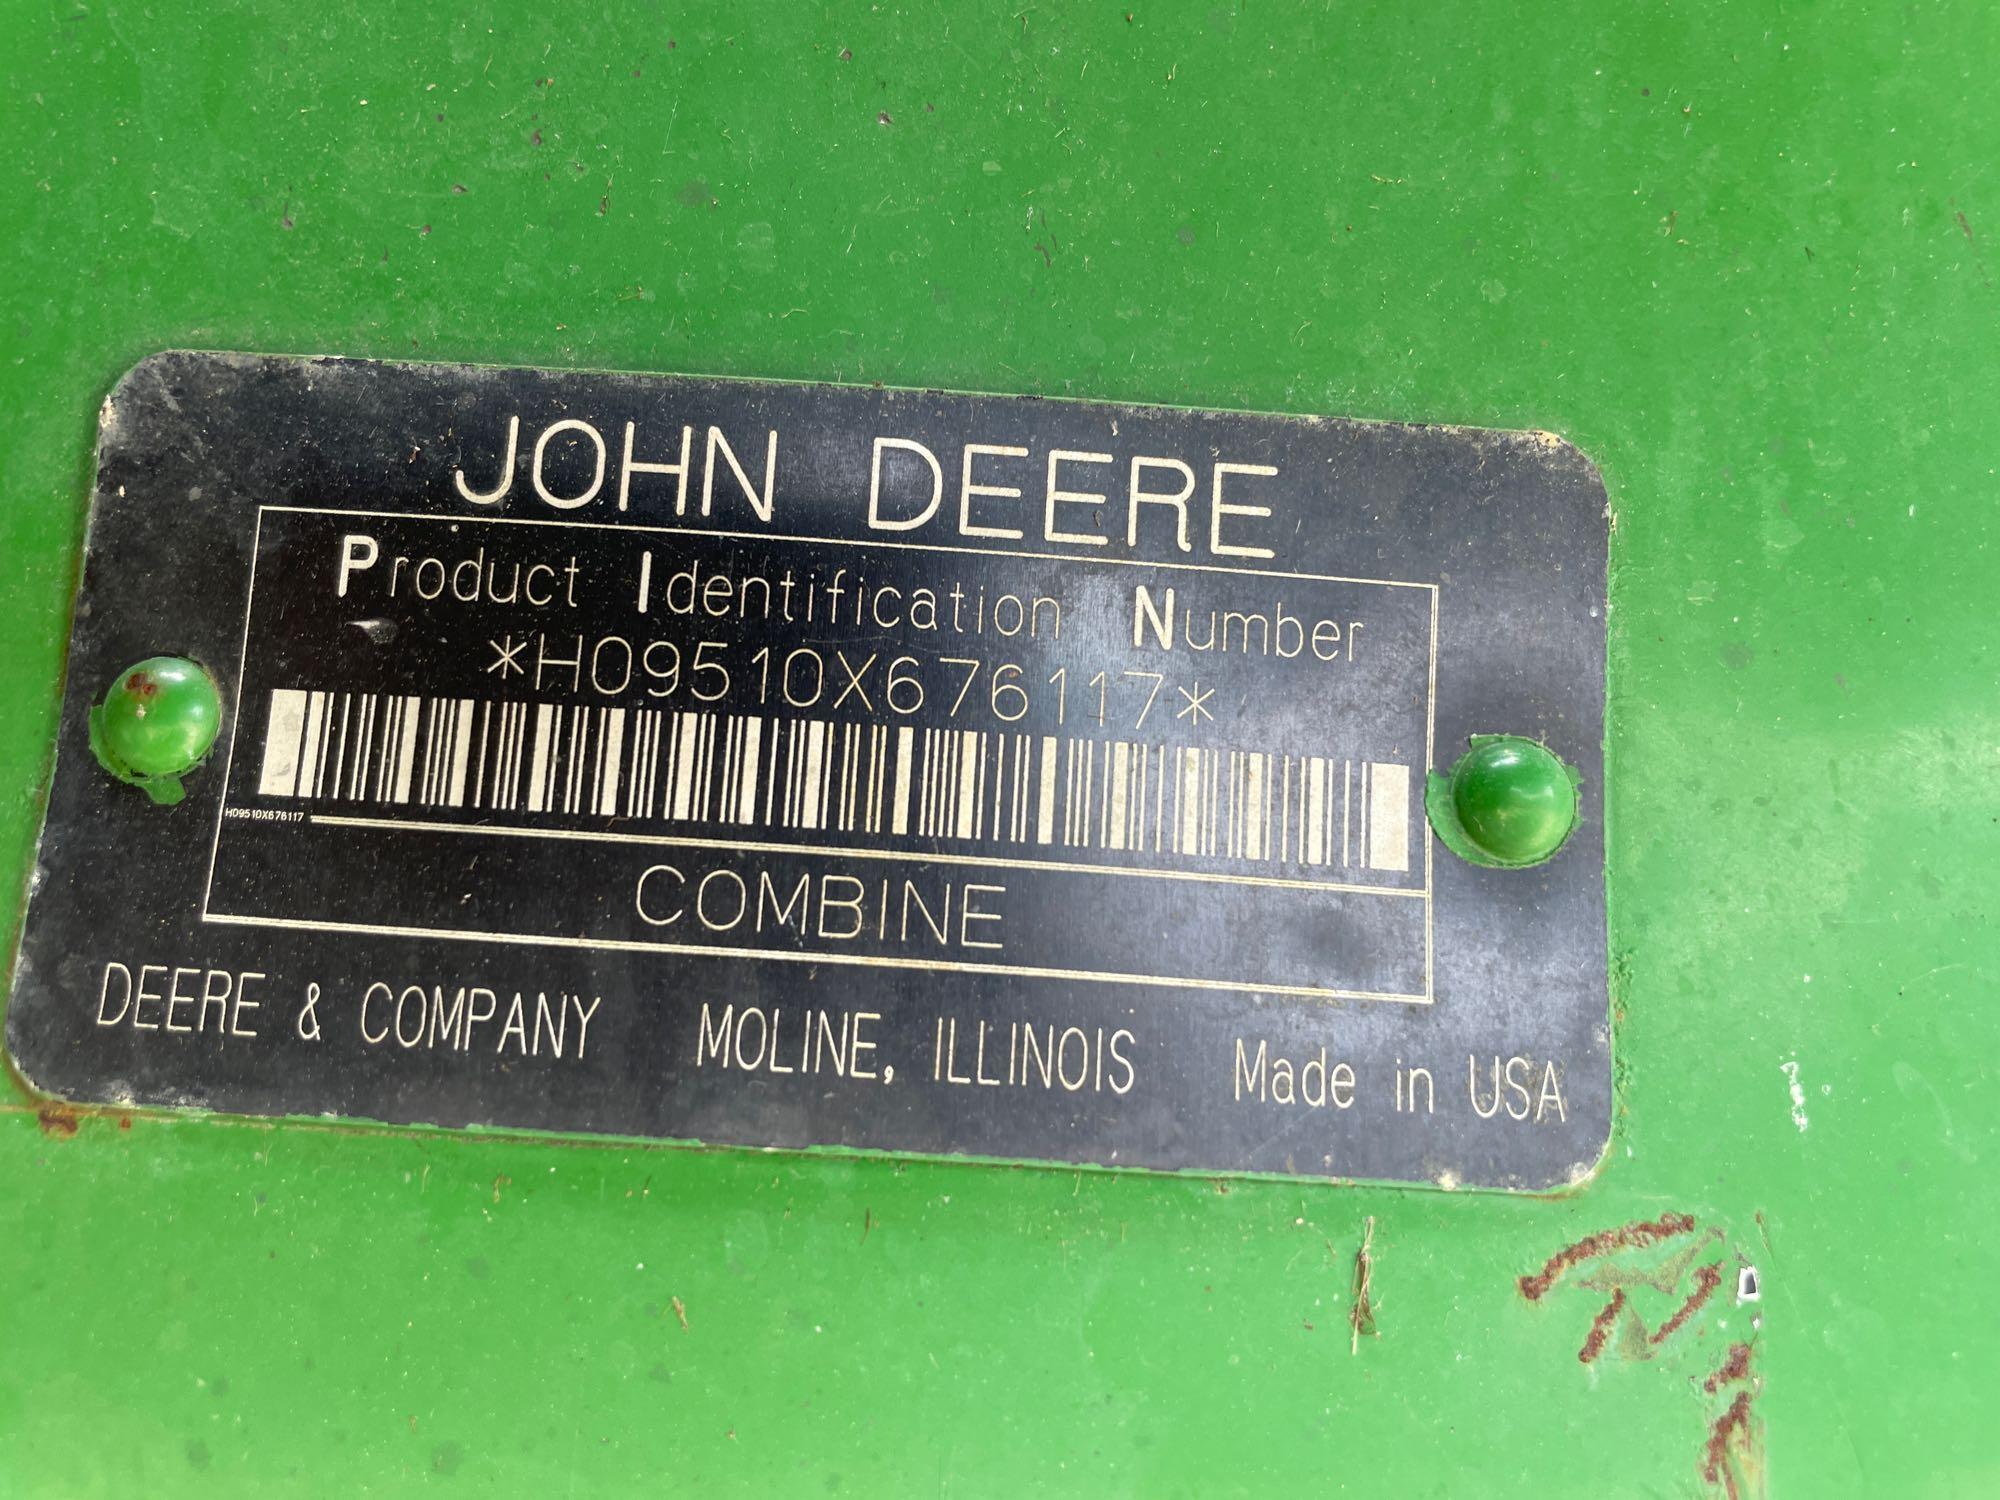 JOHN DEERE
Product Identification Number
*H09510X676117*
H09510X676117
COMBINE
DEERE & COMPANY MOLINE, ILLINOIS Made in USA